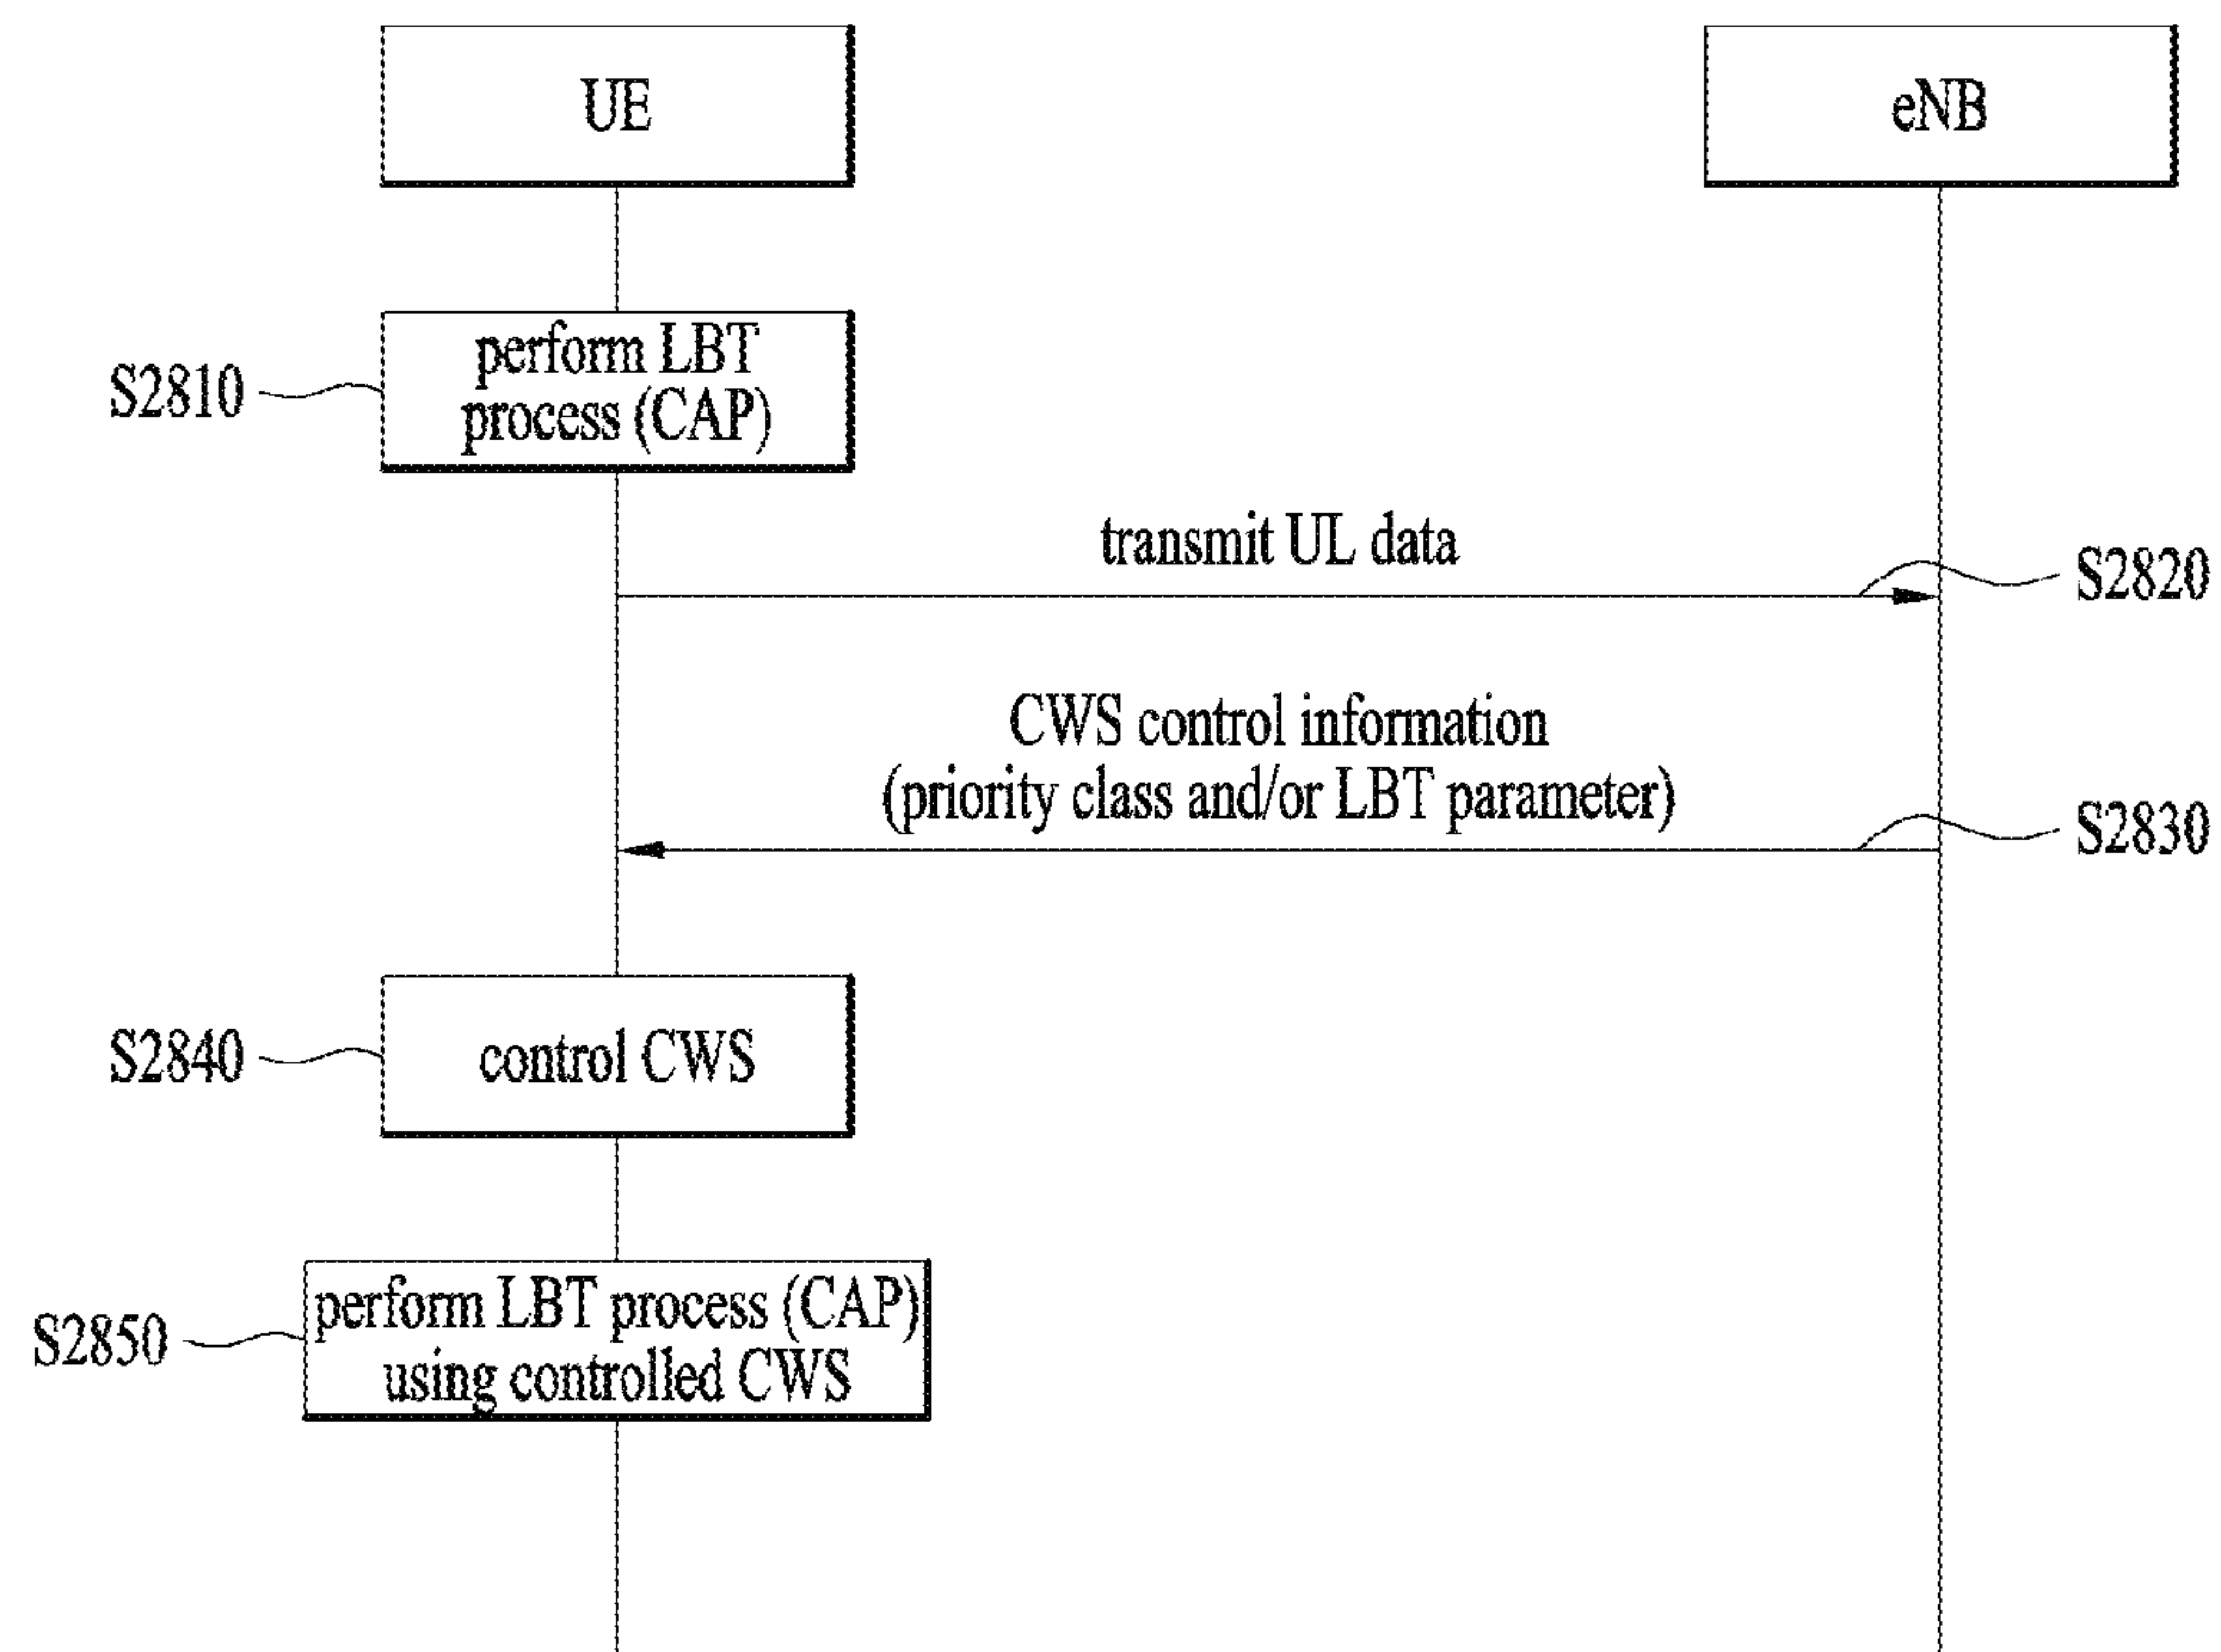 UE
eNB
S2810
perform LBT
process (CAP)
transmit UL data
S2820
CWS control information
(priority class and/or LBT parameter)
S2830
S2840
control CWS
S2850
perform LBT process (CAP)
using controlled CWS